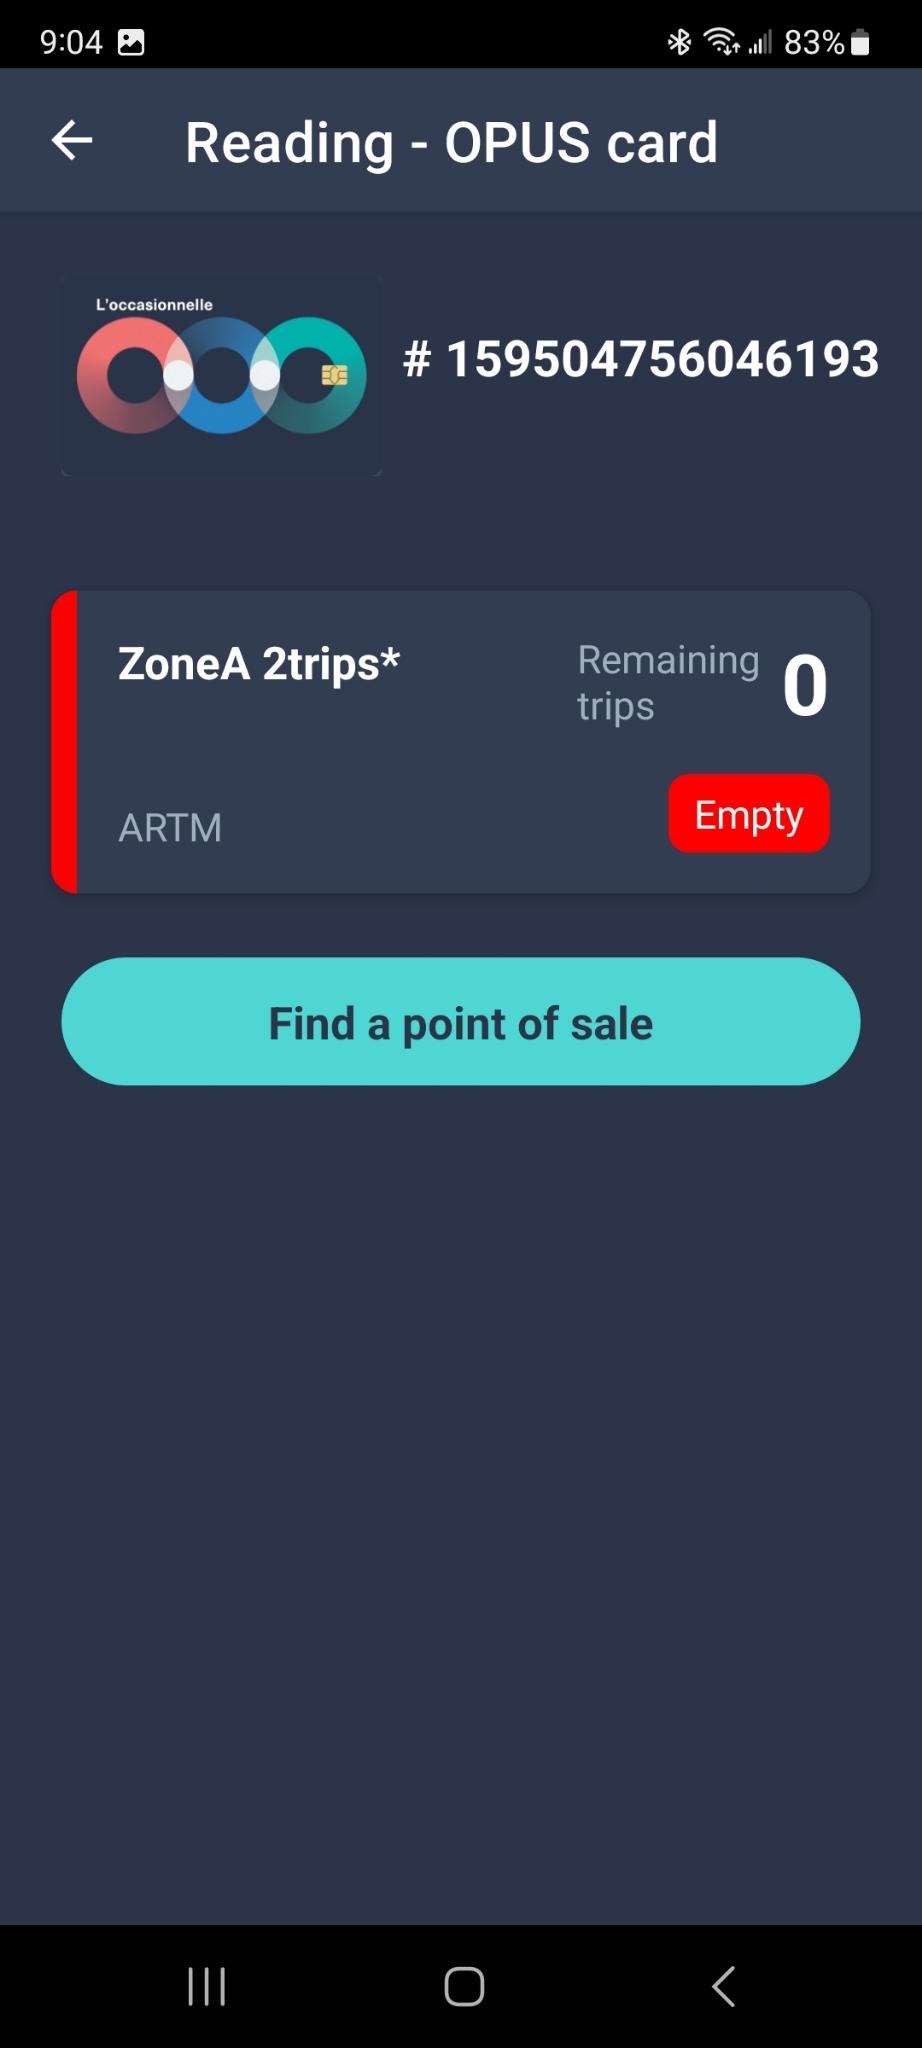 9:04
83%
Reading - OPUS card
L'occasionnelle
# 159504756046193
ZoneA 2trips*
Remaining
trips
0
ARTM
Empty
Find a point of sale